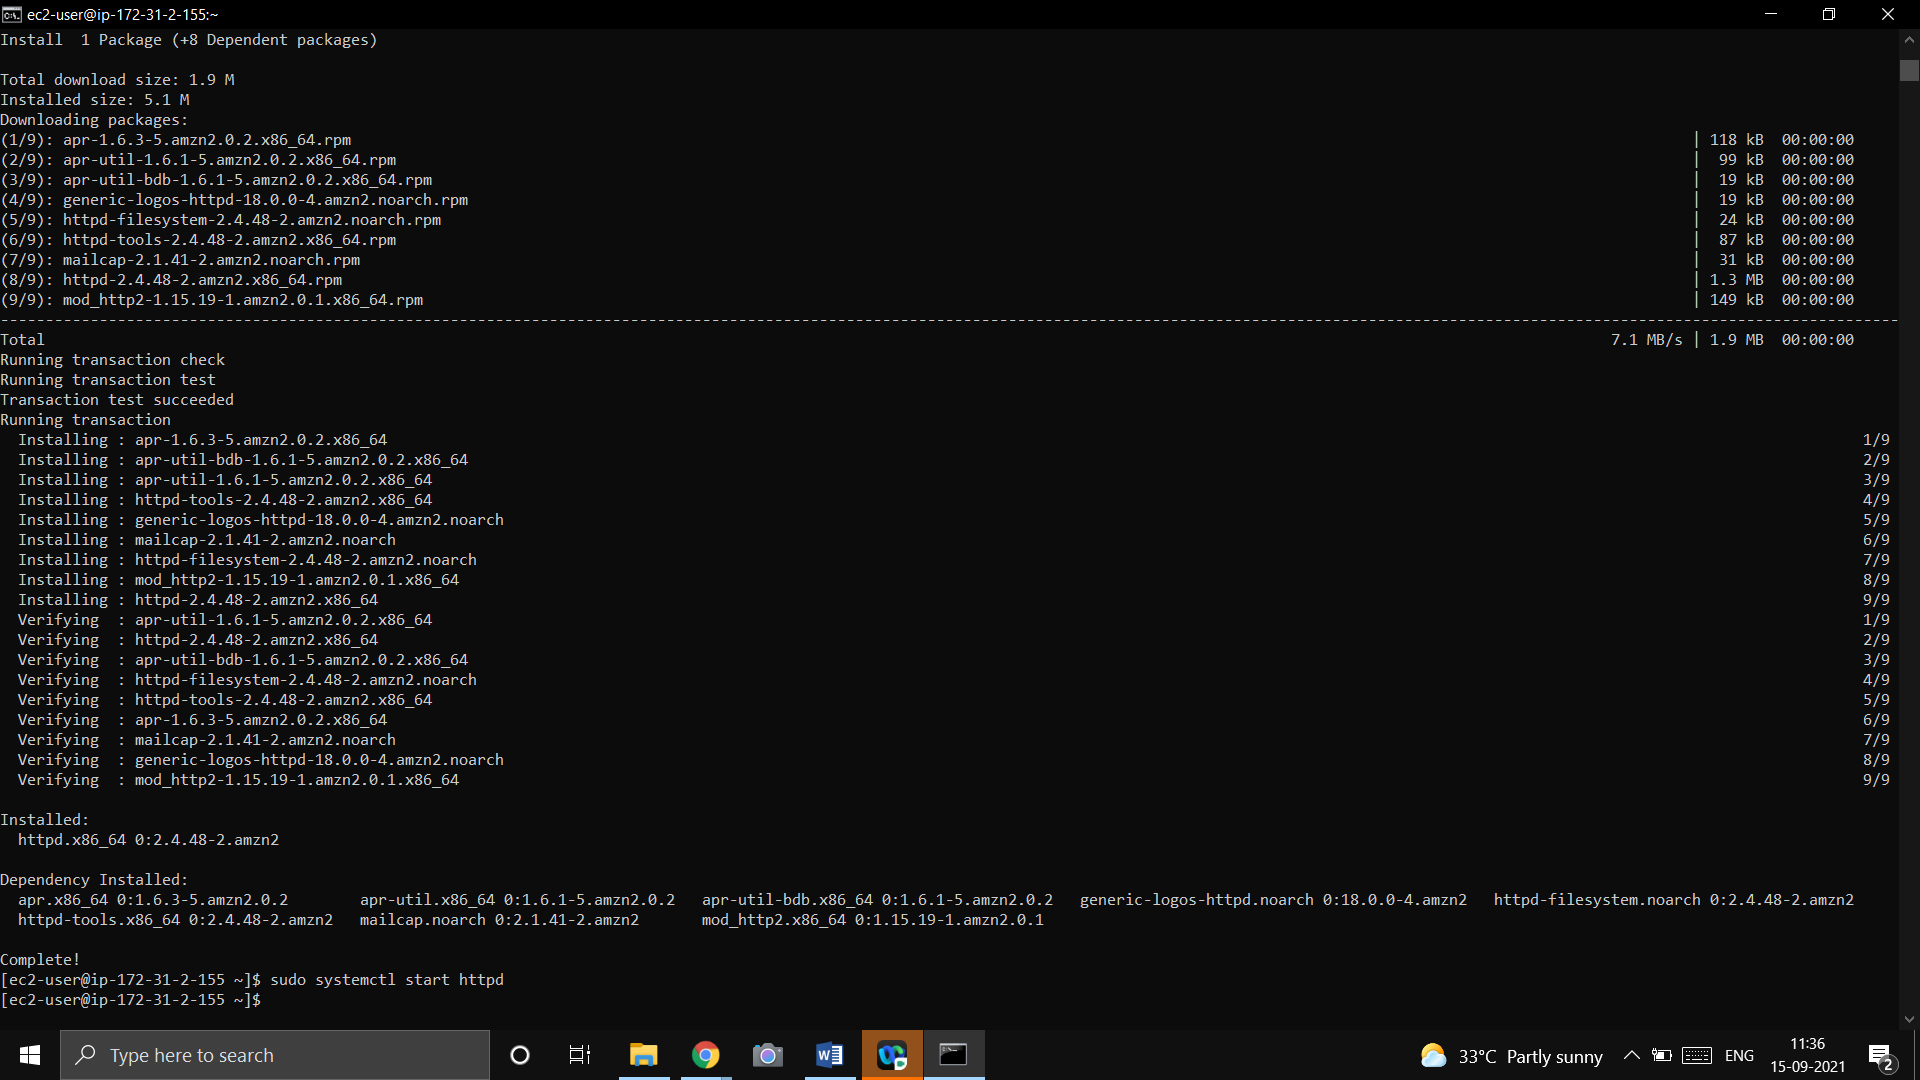 ec2-user@ip-172-31-2-155:~
Install  1 Package (+8 Dependent packages)
Total download size: 1.9 M
Installed size: 5.1 M
Downloading packages:
(1/9): apr-1.6.3-5.amzn2.0.2.x86_64.rpm | 118 kB  00:00:00
(2/9): apr-util-1.6.1-5.amzn2.0.2.x86_64.rpm |  99 kB  00:00:00
(3/9): apr-util-bdb-1.6.1-5.amzn2.0.2.x86_64.rpm |  19 kB  00:00:00
(4/9): generic-logos-httpd-18.0.0-4.amzn2.noarch.rpm |  19 kB  00:00:00
(5/9): httpd-filesystem-2.4.48-2.amzn2.noarch.rpm |  24 kB  00:00:00
(6/9): httpd-tools-2.4.48-2.amzn2.x86_64.rpm |  87 kB  00:00:00
(7/9): mailcap-2.1.41-2.amzn2.noarch.rpm |  31 kB  00:00:00
(8/9): httpd-2.4.48-2.amzn2.x86_64.rpm | 1.3 MB  00:00:00
(9/9): mod_http2-1.15.19-1.amzn2.0.1.x86_64.rpm | 149 kB  00:00:00
Total 7.1 MB/s | 1.9 MB  00:00:00
Running transaction check
Running transaction test
Transaction test succeeded
Running transaction
  Installing : apr-1.6.3-5.amzn2.0.2.x86_64 1/9
  Installing : apr-util-bdb-1.6.1-5.amzn2.0.2.x86_64 2/9
  Installing : apr-util-1.6.1-5.amzn2.0.2.x86_64 3/9
  Installing : httpd-tools-2.4.48-2.amzn2.x86_64 4/9
  Installing : generic-logos-httpd-18.0.0-4.amzn2.noarch 5/9
  Installing : mailcap-2.1.41-2.amzn2.noarch 6/9
  Installing : httpd-filesystem-2.4.48-2.amzn2.noarch 7/9
  Installing : mod_http2-1.15.19-1.amzn2.0.1.x86_64 8/9
  Installing : httpd-2.4.48-2.amzn2.x86_64 9/9
  Verifying  : apr-util-1.6.1-5.amzn2.0.2.x86_64 1/9
  Verifying  : httpd-2.4.48-2.amzn2.x86_64 2/9
  Verifying  : apr-util-bdb-1.6.1-5.amzn2.0.2.x86_64 3/9
  Verifying  : httpd-filesystem-2.4.48-2.amzn2.noarch 4/9
  Verifying  : httpd-tools-2.4.48-2.amzn2.x86_64 5/9
  Verifying  : apr-1.6.3-5.amzn2.0.2.x86_64 6/9
  Verifying  : mailcap-2.1.41-2.amzn2.noarch 7/9
  Verifying  : generic-logos-httpd-18.0.0-4.amzn2.noarch 8/9
  Verifying  : mod_http2-1.15.19-1.amzn2.0.1.x86_64 9/9
Installed:
  httpd.x86_64 0:2.4.48-2.amzn2
Dependency Installed:
  apr.x86_64 0:1.6.3-5.amzn2.0.2   apr-util.x86_64 0:1.6.1-5.amzn2.0.2   apr-util-bdb.x86_64 0:1.6.1-5.amzn2.0.2   generic-logos-httpd.noarch 0:18.0.0-4.amzn2   httpd-filesystem.noarch 0:2.4.48-2.amzn2
  httpd-tools.x86_64 0:2.4.48-2.amzn2   mailcap.noarch 0:2.1.41-2.amzn2   mod_http2.x86_64 0:1.15.19-1.amzn2.0.1
Complete!
[ec2-user@ip-172-31-2-155 ~]$ sudo systemctl start httpd
[ec2-user@ip-172-31-2-155 ~]$
Type here to search
33°C Partly sunny
ENG
11:36
15-09-2021
2